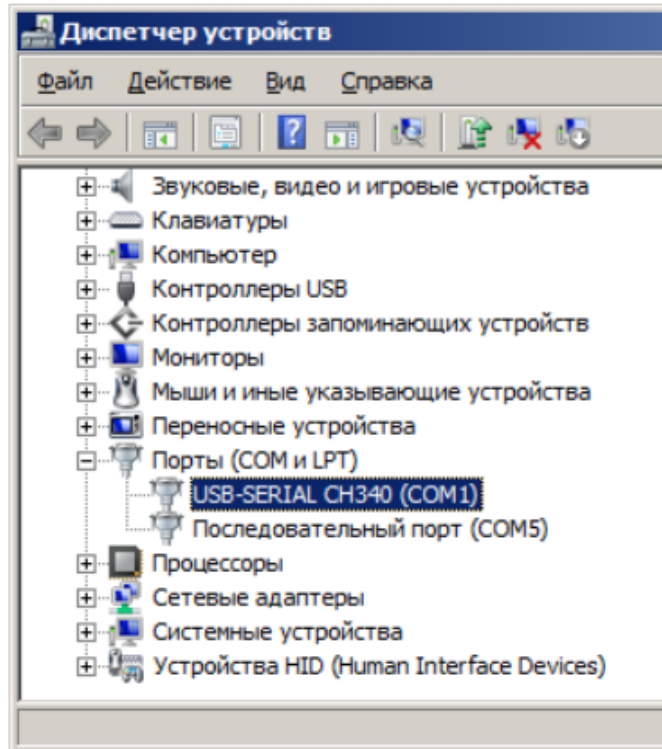 Диспетчер устройств
Файл Действие Вид Справка
Звуковые, видео и игровые устройства
Клавиатуры
Компьютер
Контроллеры USB
Контроллеры запоминающих устройств
Мониторы
Мыши и иные указывающие устройства
Переносные устройства
Порты (COM и LPT)
USB-SERIAL CH340 (COM1)
Последовательный порт (COM5)
Процессоры
Сетевые адаптеры
Системные устройства
Устройства HID (Human Interface Devices)